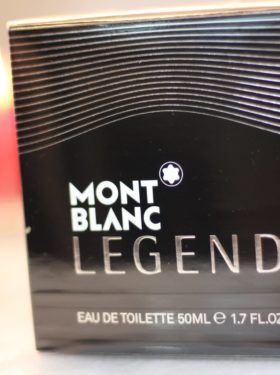 MONT
BLANC
LEGEND
EAU DE TOILETTE 50ML ℮ 1.7 FL.OZ